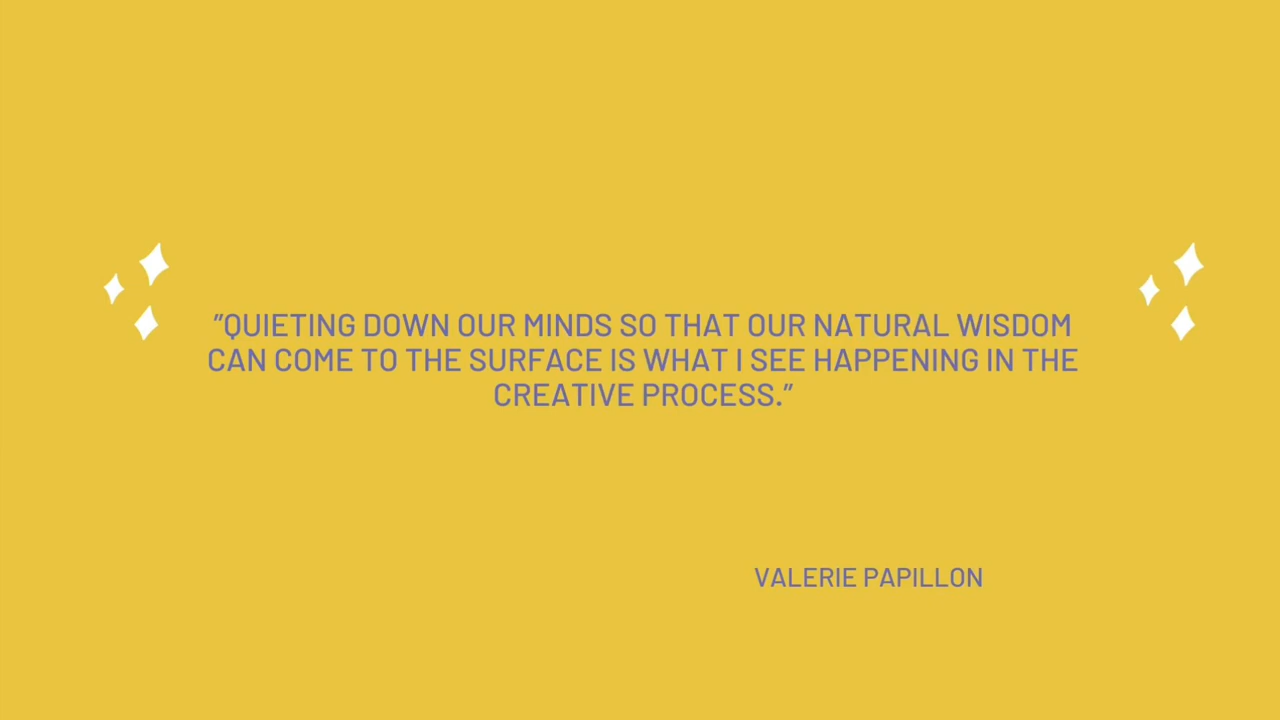 "QUIETING DOWN OUR MINDS SO THAT OUR NATURAL WISDOM
CAN COME TO THE SURFACE IS WHAT I SEE HAPPENING IN THE
CREATIVE PROCESS."
VALERIE PAPILLON